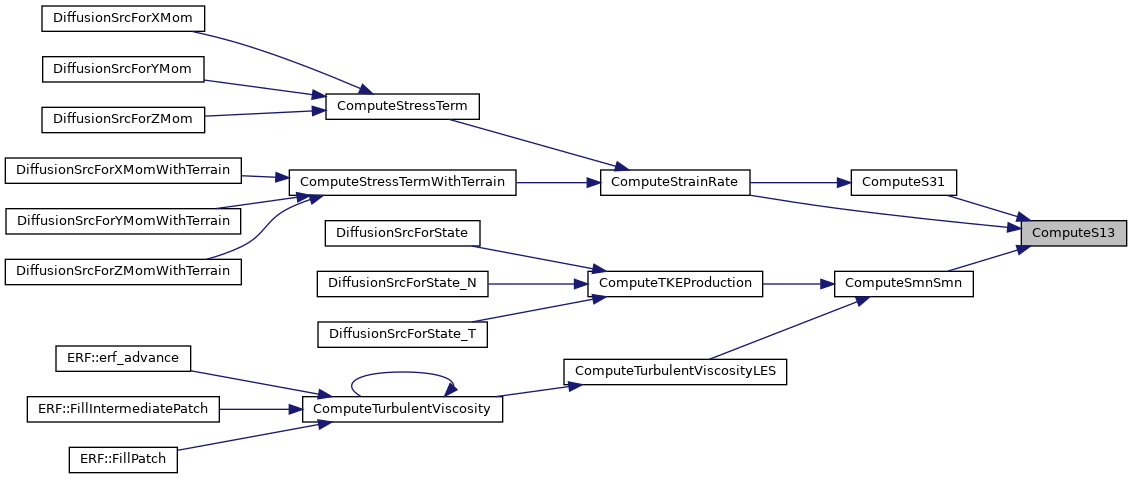 DiffusionSrcForXMom
DiffusionSrcForYMom
DiffusionSrcForZMom
ComputeStressTerm
DiffusionSrcForXMomWithTerrain
DiffusionSrcForYMomWithTerrain
DiffusionSrcForZMomWithTerrain
ComputeStressTermWithTerrain
ComputeStrainRate
ComputeS31
ComputeS13
DiffusionSrcForState
DiffusionSrcForState_N
DiffusionSrcForState_T
ComputeTKEProduction
ComputeSmnSmn
ERF::erf_advance
ERF::FillIntermediatePatch
ERF::FillPatch
ComputeTurbulentViscosity
ComputeTurbulentViscosityLES